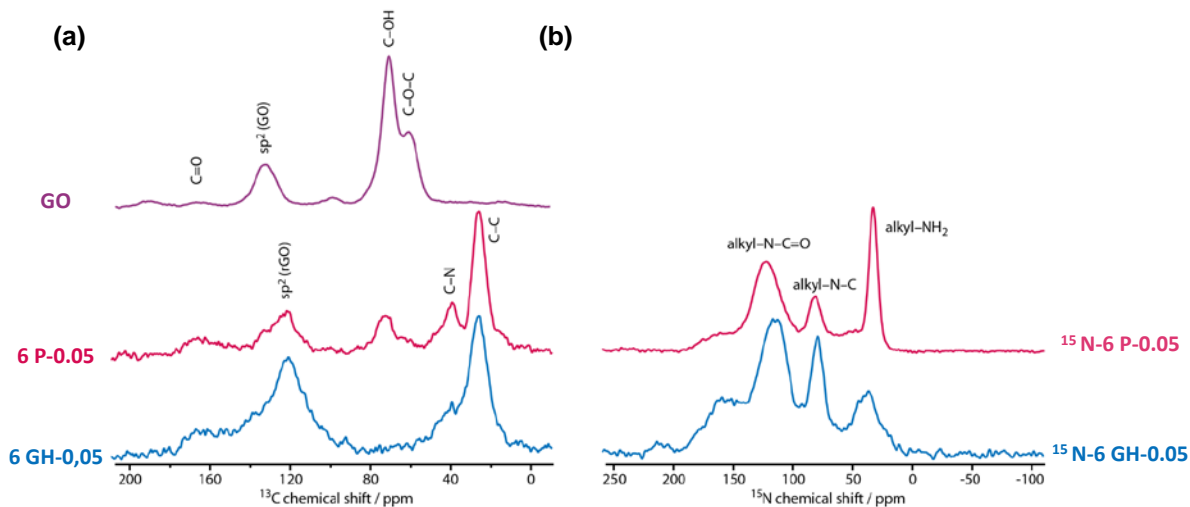 (a)
C–OH
C–O–C
sp² (GO)
C=O
GO
C–C
C–N
sp² (rGO)
6 P-0.05
6 GH-0,05
200 160 120 80 40 0
¹³C chemical shift / ppm
(b)
alkyl–N–C=O
alkyl–N–C
alkyl–NH₂
¹⁵N-6 P-0.05
¹⁵N-6 GH-0.05
250 200 150 100 50 0 -50 -100
¹⁵N chemical shift / ppm